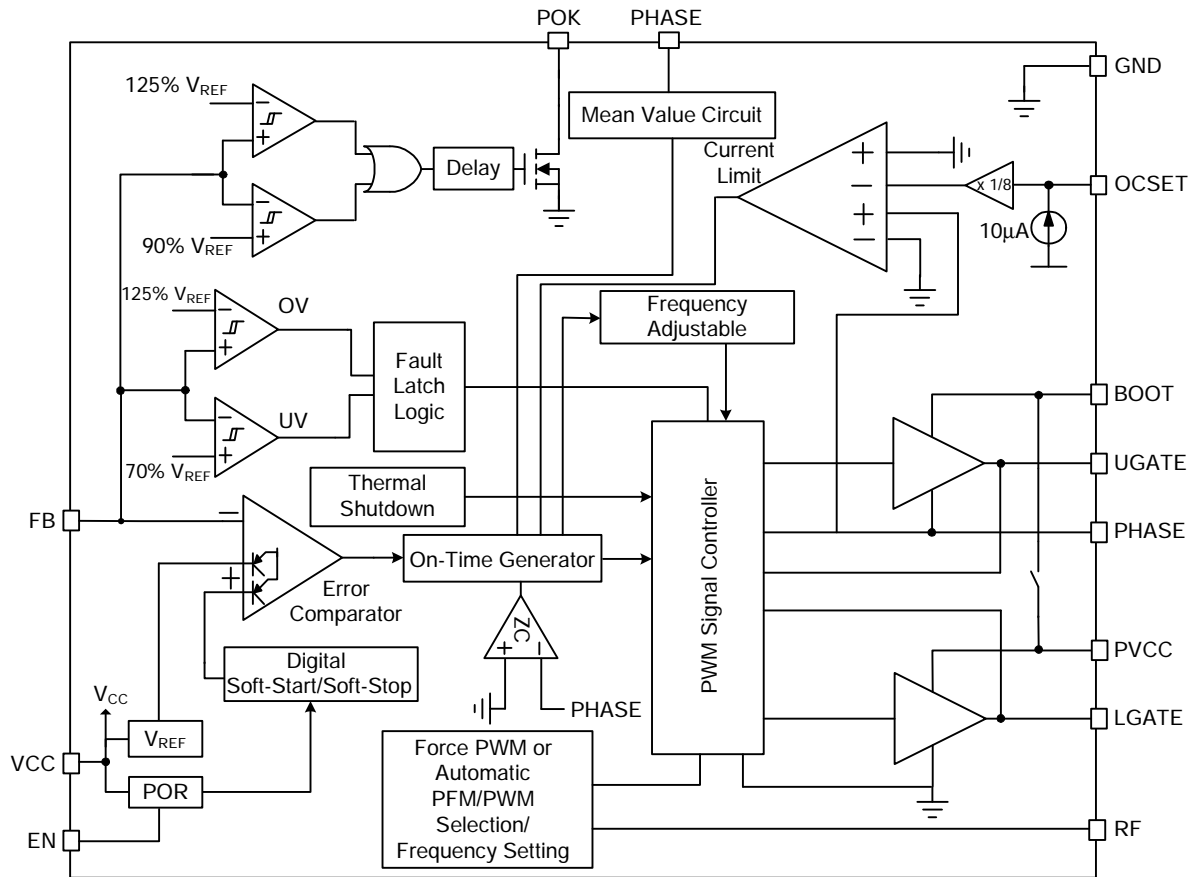 POK
PHASE
GND
125% VREF
−
+
Mean Value Circuit
Current
Limit
+
−
+
−
x 1/8
OCSET
10μA
Delay
−
+
90% VREF
125% VREF
−
+
OV
Frequency
Adjustable
Fault
Latch
Logic
BOOT
−
+
UV
70% VREF
UGATE
Thermal
Shutdown
FB
−
+
PHASE
On-Time Generator
Error
Comparator
PWM Signal Controller
ZC
+
−
PHASE
Digital
Soft-Start/Soft-Stop
PVCC
VCC
VREF
LGATE
VCC
POR
Force PWM or
Automatic
PFM/PWM
Selection/
Frequency Setting
EN
RF